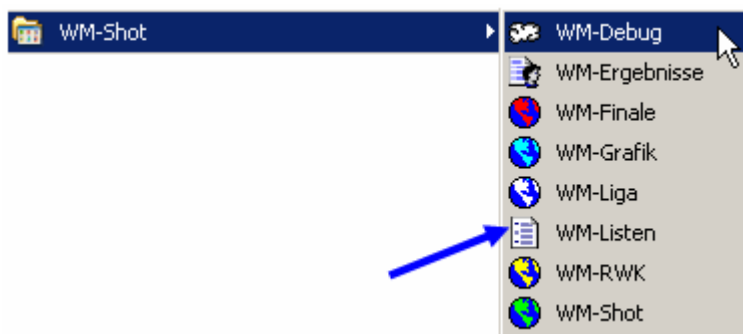 WM-Shot
WM-Debug
WM-Ergebnisse
WM-Finale
WM-Grafik
WM-Liga
WM-Listen
WM-RWK
WM-Shot